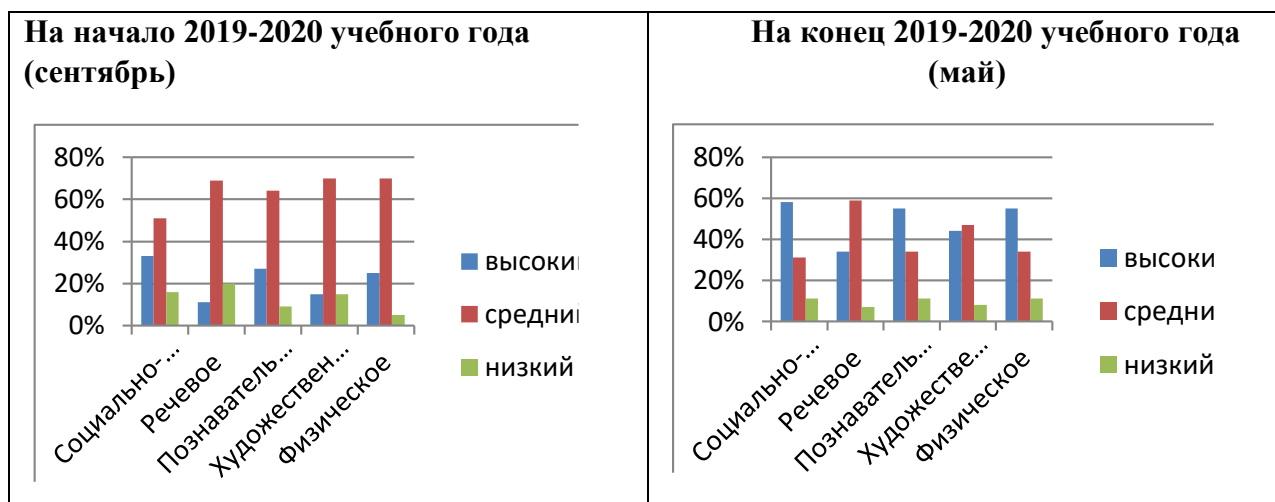 На начало 2019-2020 учебного года
(сентябрь)
80%
60%
40%
20%
0%
Социально-...
Речевое
Познаватель...
Художествен...
Физическое
высоки
средний
низкий
На конец 2019-2020 учебного года
(май)
80%
60%
40%
20%
0%
Социально-...
Речевое
Познаватель...
Художестве...
Физическое
высоки
средни
низкий